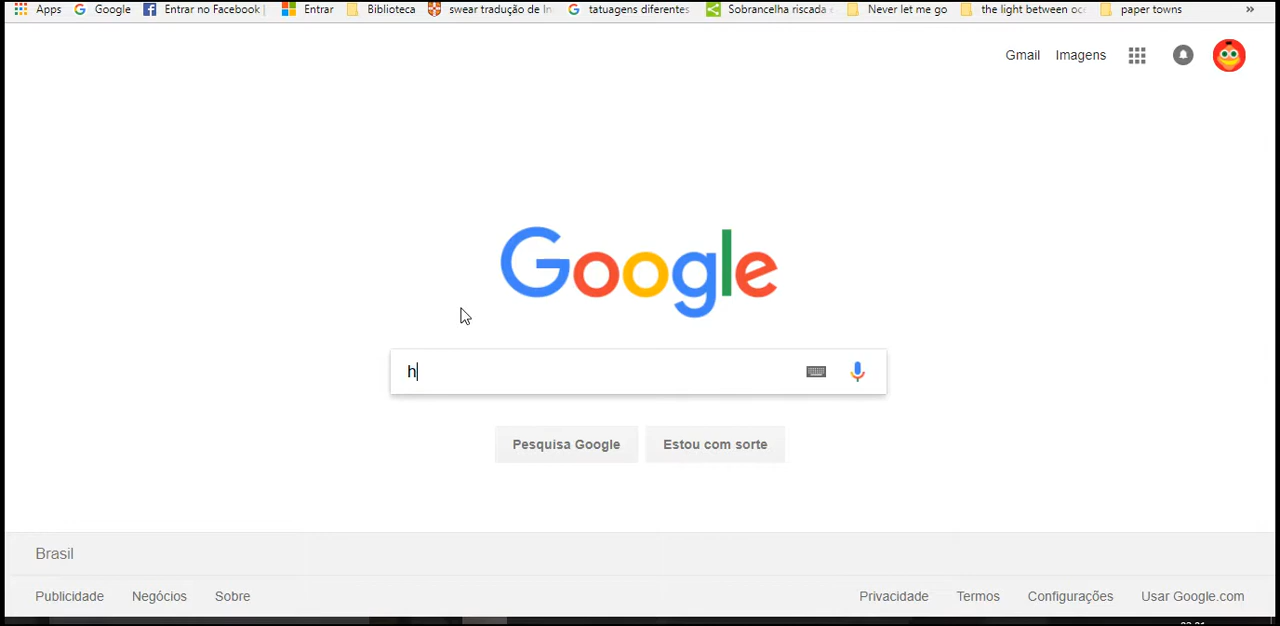 Apps Google Entrar no Facebook | Entrar Biblioteca swear tradução de In tatuagens diferentes Sobrancelha riscada Never let me go the light between oc paper towns »
Gmail Imagens
Google
h
Pesquisa Google Estou com sorte
Brasil
Publicidade Negócios Sobre Privacidade Termos Configurações Usar Google.com